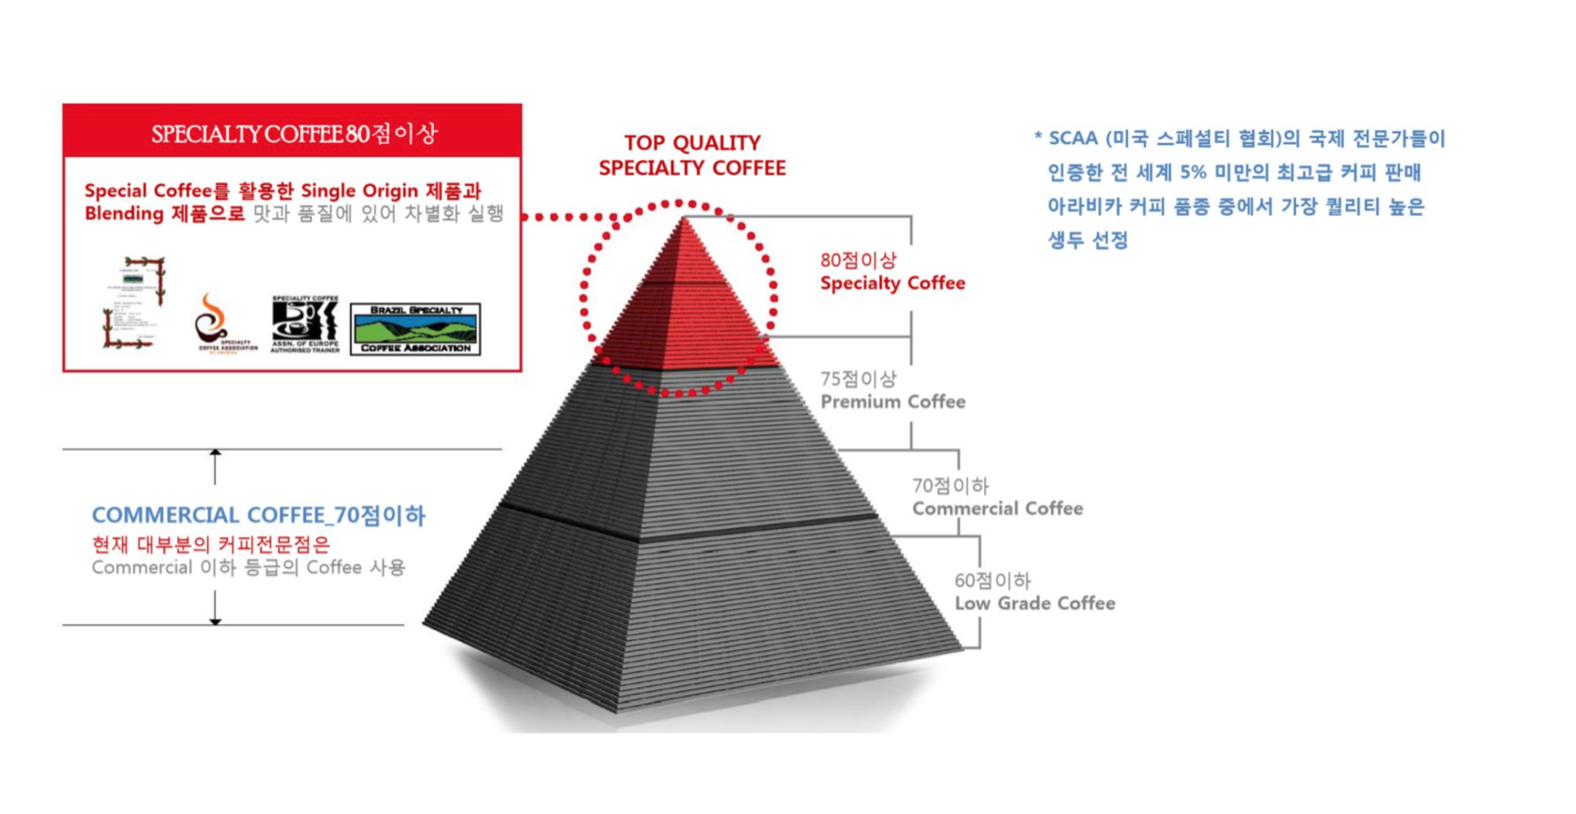 SPECIALTY COFFEE 80점이상
Special Coffee를 활용한 Single Origin 제품과
Blending 제품으로 맛과 품질에 있어 차별화 실행
SPECIALTY
COFFEE ASSOCIATION
OF AMERICA
SPECIALITY COFFEE
ASSN. OF EUROPE
AUTHORISED TRAINER
BRAZIL SPECIALTY
COFFEE ASSOCIATION
TOP QUALITY
SPECIALTY COFFEE
* SCAA (미국 스페셜티 협회)의 국제 전문가들이
인증한 전 세계 5% 미만의 최고급 커피 판매
아라비카 커피 품종 중에서 가장 퀄리티 높은
생두 선정
80점이상
Specialty Coffee
75점이상
Premium Coffee
70점이하
Commercial Coffee
60점이하
Low Grade Coffee
COMMERCIAL COFFEE_70점이하
현재 대부분의 커피전문점은
Commercial 이하 등급의 Coffee 사용